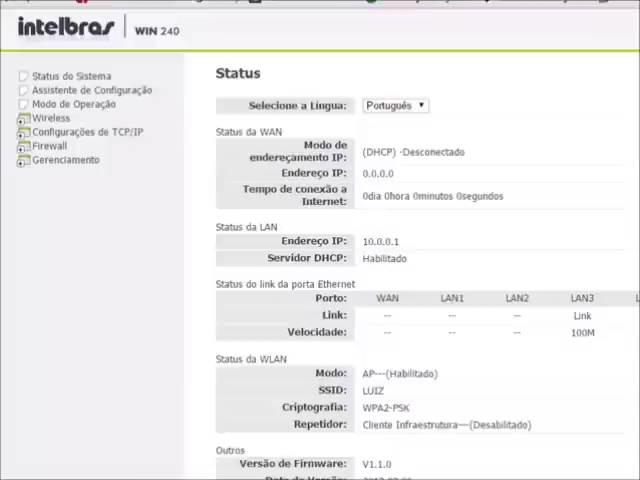 intelbras WIN 240
Status do Sistema
Assistente de Configuração
Modo de Operação
Wireless
Configurações de TCP/IP
Firewall
Gerenciamento
Status
Selecione a Língua: Português
Status da WAN
Modo de
endereçamento IP: (DHCP) -Desconectado
Endereço IP: 0.0.0.0
Tempo de conexão a
Internet: 0dia 0hora 0minutos 0segundos
Status da LAN
Endereço IP: 10.0.0.1
Servidor DHCP: Habilitado
Status do link da porta Ethernet
Porto: WAN LAN1 LAN2 LAN3
Link: -- -- -- Link
Velocidade: -- -- -- 100M
Status da WLAN
Modo: AP---(Habilitado)
SSID: LUIZ
Criptografia: WPA2-PSK
Repetidor: Cliente Infraestrutura---(Desabilitado)
Outros
Versão de Firmware: V1.1.0